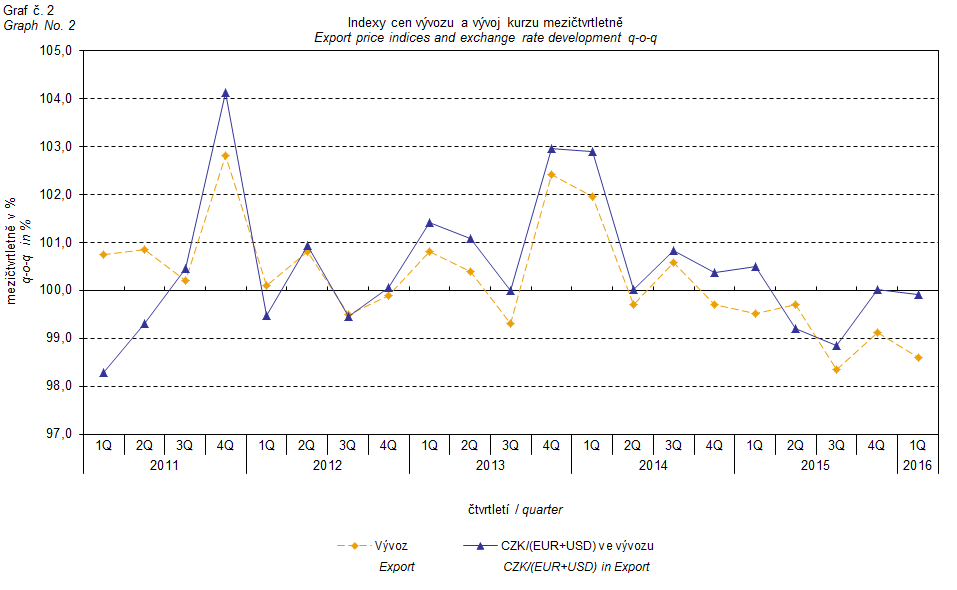 Graf č. 2
Graph No. 2
Indexy cen vývozu a vývoj kurzu mezičtvrtletně
Export price indices and exchange rate development q-o-q
105,0
104,0
103,0
102,0
101,0
100,0
99,0
98,0
97,0
mezičtvrtletně v %
q-o-q in %
1Q 2Q 3Q 4Q 1Q 2Q 3Q 4Q 1Q 2Q 3Q 4Q 1Q 2Q 3Q 4Q 1Q 2Q 3Q 4Q 1Q
2011 2012 2013 2014 2015 2016
čtvrtletí / quarter
Vývoz CZK/(EUR+USD) ve vývozu
Export CZK/(EUR+USD) in Export